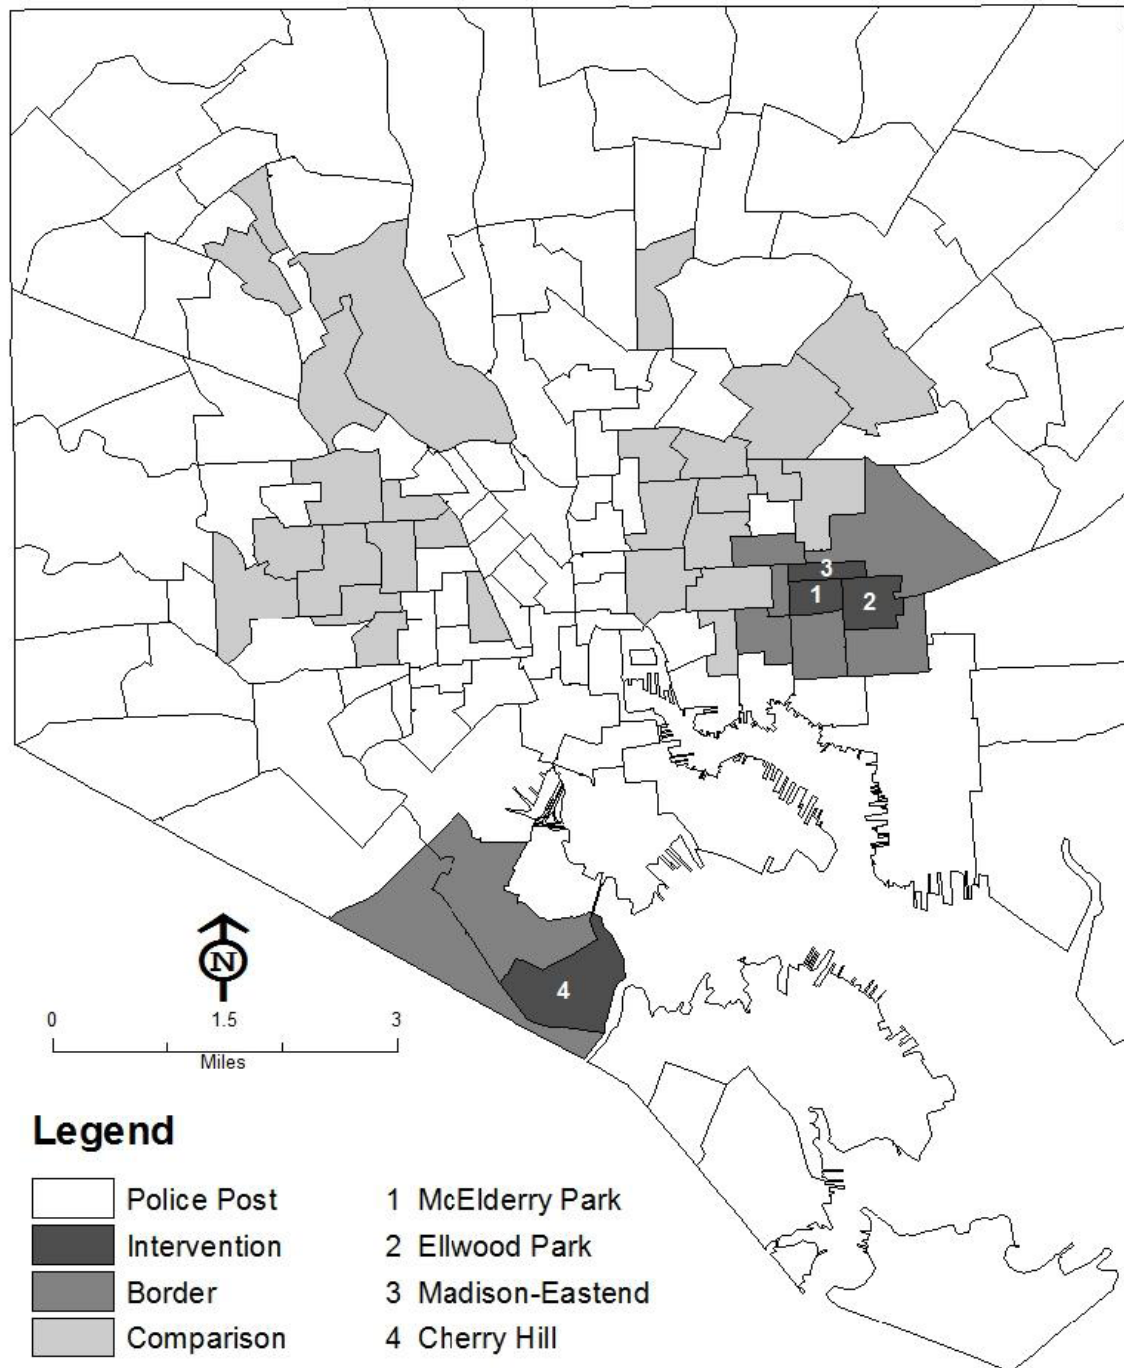 3
1
2
4
N
0 1.5 3
Miles
Legend
Police Post 1 McElderry Park
Intervention 2 Ellwood Park
Border 3 Madison-Eastend
Comparison 4 Cherry Hill